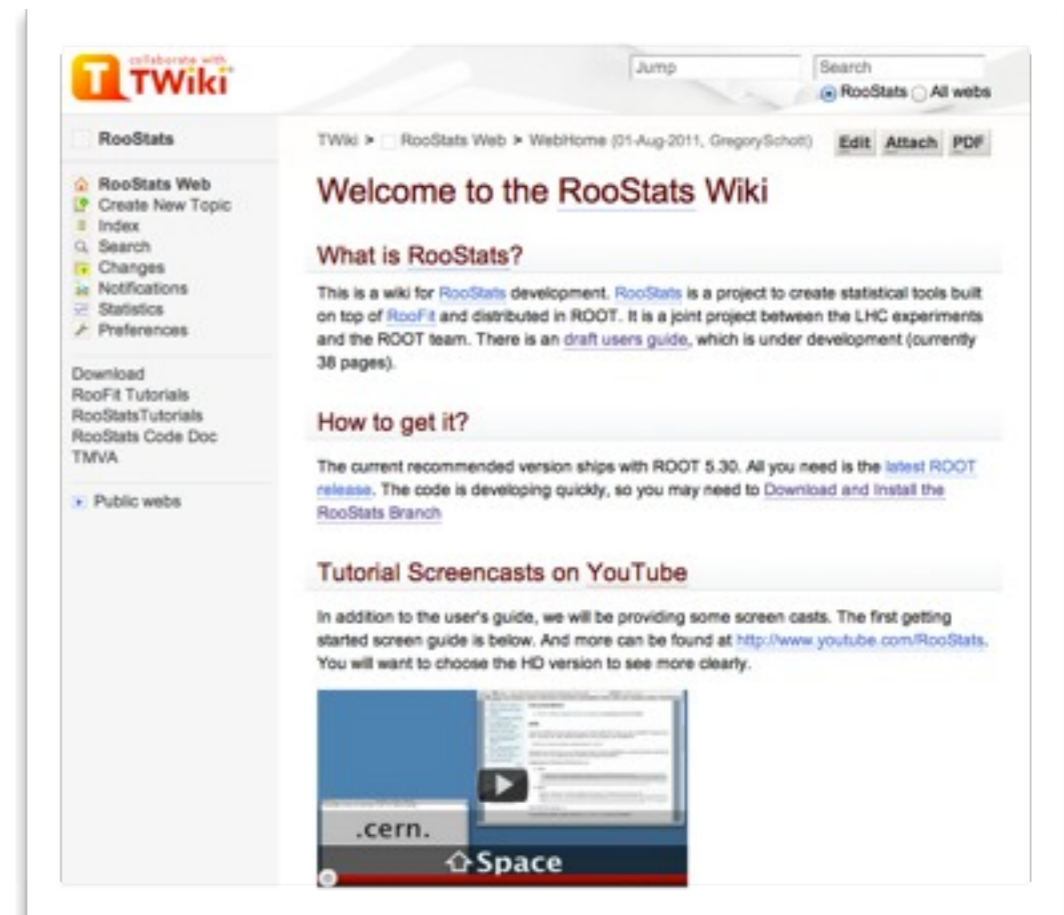 collaborate with
TWiki
Jump
Search
RooStats All webs
RooStats
TWiki > RooStats Web > WebHome (01-Aug-2011, GregorySchott)
Edit Attach PDF
RooStats Web
Create New Topic
Index
Search
Changes
Notifications
Statistics
Preferences
Download
RooFit Tutorials
RooStatsTutorials
RooStats Code Doc
TMVA
Public webs
Welcome to the RooStats Wiki
What is RooStats?
This is a wiki for RooStats development. RooStats is a project to create statistical tools built
on top of RooFit and distributed in ROOT. It is a joint project between the LHC experiments
and the ROOT team. There is an draft users guide, which is under development (currently
38 pages).
How to get it?
The current recommended version ships with ROOT 5.30. All you need is the latest ROOT
release. The code is developing quickly, so you may need to Download and Install the
RooStats Branch
Tutorial Screencasts on YouTube
In addition to the user's guide, we will be providing some screen casts. The first getting
started screen guide is below. And more can be found at http://www.youtube.com/RooStats.
You will want to choose the HD version to see more clearly.
.cern.
⇧Space